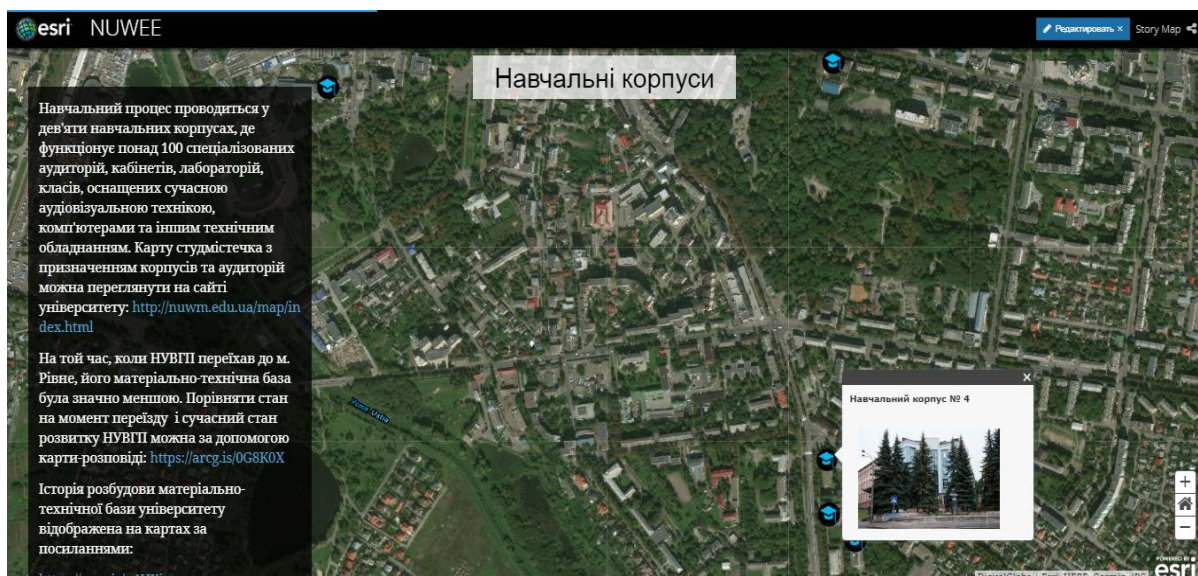 esri NUWEE
Редактировать ×
Story Map
Навчальні корпуси
Навчальний процес проводиться у
дев'яти навчальних корпусах, де
функціонує понад 100 спеціалізованих
аудиторій, кабінетів, лабораторій,
класів, оснащених сучасною
аудіовізуальною технікою,
комп'ютерами та іншим технічним
обладнанням. Карту студмістечка з
призначенням корпусів та аудиторій
можна переглянути на сайті
університету: http://nuwm.edu.ua/map/in
dex.html
На той час, коли НУВГП переїхав до м.
Рівне, його матеріально-технічна база
була значно меншою. Порівняти стан
на момент переїзду і сучасний стан
розвитку НУВГП можна за допомогою
карти-розповіді: https://arcg.is/0G8K0X
Історія розбудови матеріально-
технічної бази університету
відображена на картах за
посиланнями:
Ustia
Навчальний корпус № 4
POWERED BY
esri